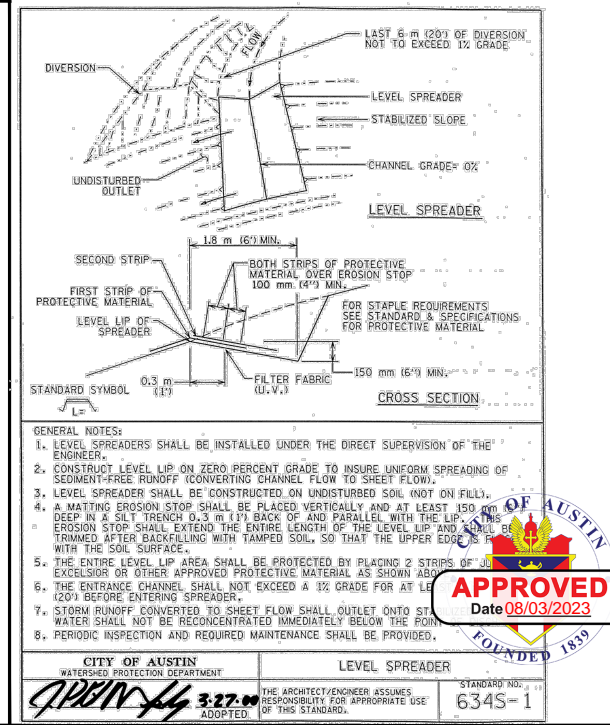 FLOW
LAST 6 m (20') OF DIVERSION
NOT TO EXCEED 1% GRADE
DIVERSION
LEVEL SPREADER
STABILIZED SLOPE
CHANNEL GRADE= 0%
UNDISTURBED
OUTLET
LEVEL SPREADER
1.8 m (6') MIN.
SECOND STRIP
BOTH STRIPS OF PROTECTIVE
MATERIAL OVER EROSION STOP
100 mm (4") MIN.
FIRST STRIP OF
PROTECTIVE MATERIAL
FOR STAPLE REQUIREMENTS
SEE STANDARD & SPECIFICATIONS
FOR PROTECTIVE MATERIAL
LEVEL LIP OF
SPREADER
150 mm (6") MIN.
STANDARD SYMBOL
L=
0.3 m
(1')
FILTER FABRIC
(U.V.)
CROSS SECTION
GENERAL NOTES:
1. LEVEL SPREADERS SHALL BE INSTALLED UNDER THE DIRECT SUPERVISION OF THE
ENGINEER.
2. CONSTRUCT LEVEL LIP ON ZERO PERCENT GRADE TO INSURE UNIFORM SPREADING OF
SEDIMENT-FREE RUNOFF (CONVERTING CHANNEL FLOW TO SHEET FLOW).
3. LEVEL SPREADER SHALL BE CONSTRUCTED ON UNDISTURBED SOIL (NOT ON FILL).
4. A MATTING EROSION STOP SHALL BE PLACED VERTICALLY AND AT LEAST 150 mm
DEEP IN A SILT TRENCH 0.3 m (1') BACK OF AND PARALLEL WITH THE LIP.
EROSION STOP SHALL EXTEND THE ENTIRE LENGTH OF THE LEVEL LIP AND SHALL BE
TRIMMED AFTER BACKFILLING WITH TAMPED SOIL, SO THAT THE UPPER EDGE IS
WITH THE SOIL SURFACE.
5. THE ENTIRE LEVEL LIP AREA SHALL BE PROTECTED BY PLACING 2 STRIPS OF
EXCELSIOR OR OTHER APPROVED PROTECTIVE MATERIAL AS SHOWN
6. THE ENTRANCE CHANNEL SHALL NOT EXCEED A 1% GRADE FOR AT
(20') BEFORE ENTERING SPREADER.
7. STORM RUNOFF CONVERTED TO SHEET FLOW SHALL OUTLET ONTO
WATER SHALL NOT BE RECONCENTRATED IMMEDIATELY BELOW THE POINT
8. PERIODIC INSPECTION AND REQUIRED MAINTENANCE SHALL BE PROVIDED.
CITY OF AUSTIN
FOUNDED 1839
APPROVED
Date 08/03/2023
CITY OF AUSTIN
WATERSHED PROTECTION DEPARTMENT
LEVEL SPREADER
3-27-00
ADOPTED
THE ARCHITECT/ENGINEER ASSUMES
RESPONSIBILITY FOR APPROPRIATE USE
OF THIS STANDARD.
STANDARD NO.
634S-1